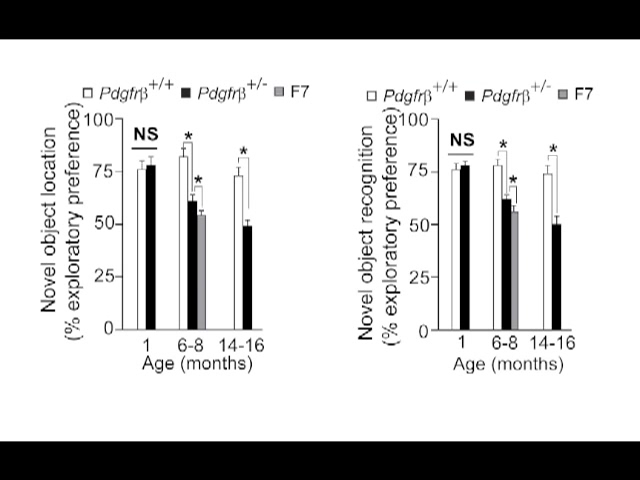 Pdgfrβ+/+ Pdgfrβ+/- F7
Novel object location
(% exploratory preference)
100
75
50
25
0
NS
*
*
*
1 6-8 14-16
Age (months)
Pdgfrβ+/+ Pdgfrβ+/- F7
Novel object recognition
(% exploratory preference)
100
75
50
25
0
NS
*
*
*
1 6-8 14-16
Age (months)